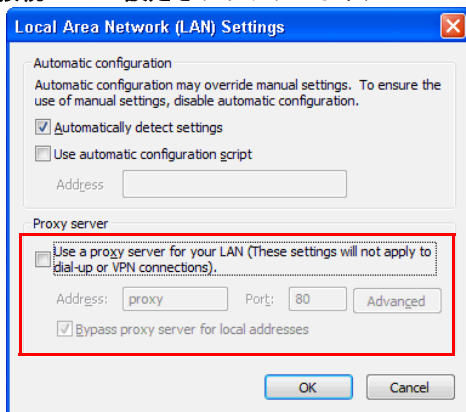 Local Area Network (LAN) Settings
Automatic configuration
Automatic configuration may override manual settings. To ensure the
use of manual settings, disable automatic configuration.
Automatically detect settings
Use automatic configuration script
Address
Proxy server
Use a proxy server for your LAN (These settings will not apply to
dial-up or VPN connections).
Address: proxy Port: 80 Advanced
Bypass proxy server for local addresses
OK Cancel